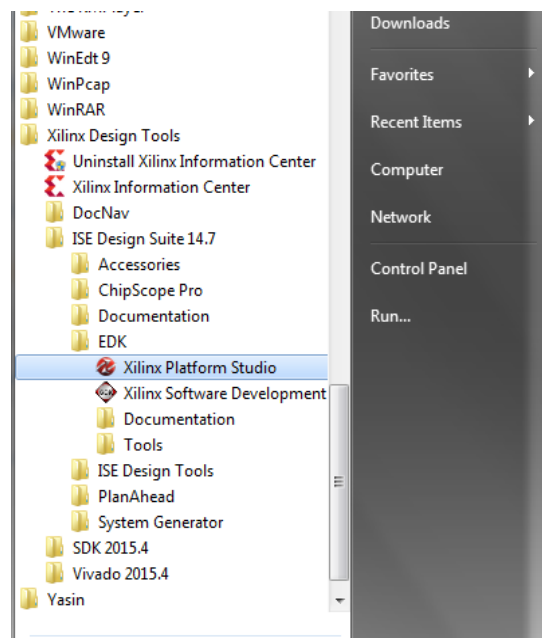 VMware
WinEdt 9
WinPcap
WinRAR
Xilinx Design Tools
Uninstall Xilinx Information Center
Xilinx Information Center
DocNav
ISE Design Suite 14.7
Accessories
ChipScope Pro
Documentation
EDK
Xilinx Platform Studio
Xilinx Software Development
Documentation
Tools
ISE Design Tools
PlanAhead
System Generator
SDK 2015.4
Vivado 2015.4
Yasin
Downloads
Favorites
Recent Items
Computer
Network
Control Panel
Run...